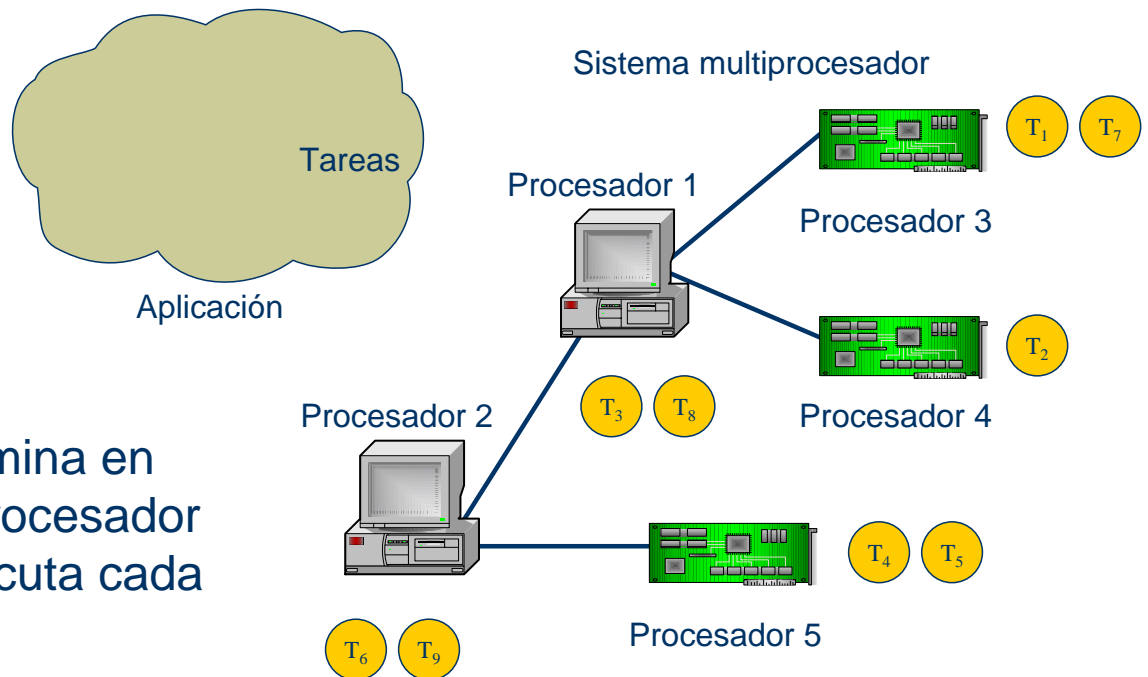 Sistema multiprocesador
Tareas
Aplicación
Procesador 1
T1 T7
Procesador 3
T2
Procesador 4
T3 T8
Procesador 2
T4 T5
Procesador 5
T6 T9
mina en
cuta cada